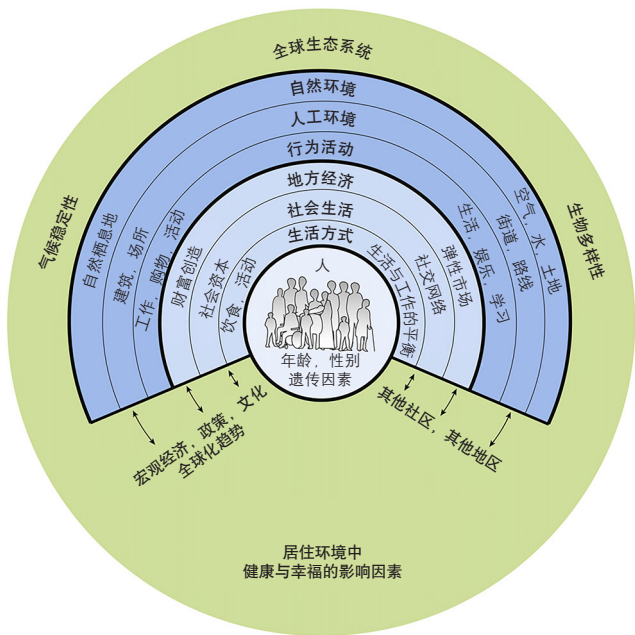 全球生态系统
气候稳定性
生物多样性
自然环境
自然栖息地
空气，水，土地
人工环境
建筑，场所
街道，路线
行为活动
工作，购物，活动
生活，娱乐，学习
地方经济
财富创造
弹性市场
社会生活
社会资本
社交网络
生活方式
饮食，活动
生活与工作的平衡
人
年龄，性别
遗传因素
宏观经济，政策，文化
全球化趋势
其他社区，其他地区
居住环境中
健康与幸福的影响因素